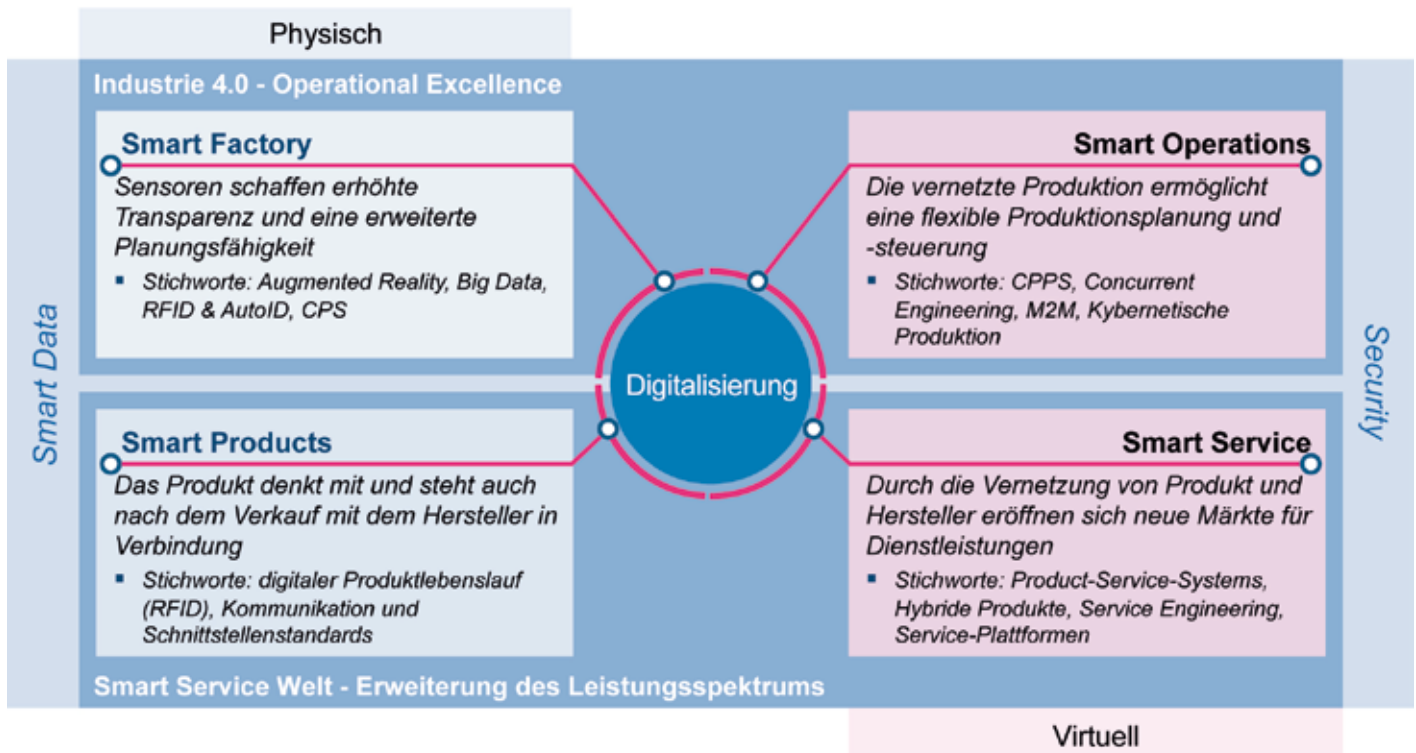 Physisch
Industrie 4.0 - Operational Excellence
Smart Factory
Sensoren schaffen erhöhte
Transparenz und eine erweiterte
Planungsfähigkeit
▪ Stichworte: Augmented Reality, Big Data,
RFID & AutoID, CPS
Smart Operations
Die vernetzte Produktion ermöglicht
eine flexible Produktionsplanung und
-steuerung
▪ Stichworte: CPPS, Concurrent
Engineering, M2M, Kybernetische
Produktion
Smart Data
Digitalisierung
Security
Smart Products
Das Produkt denkt mit und steht auch
nach dem Verkauf mit dem Hersteller in
Verbindung
▪ Stichworte: digitaler Produktlebenslauf
(RFID), Kommunikation und
Schnittstellenstandards
Smart Service
Durch die Vernetzung von Produkt und
Hersteller eröffnen sich neue Märkte für
Dienstleistungen
▪ Stichworte: Product-Service-Systems,
Hybride Produkte, Service Engineering,
Service-Plattformen
Smart Service Welt - Erweiterung des Leistungsspektrums
Virtuell